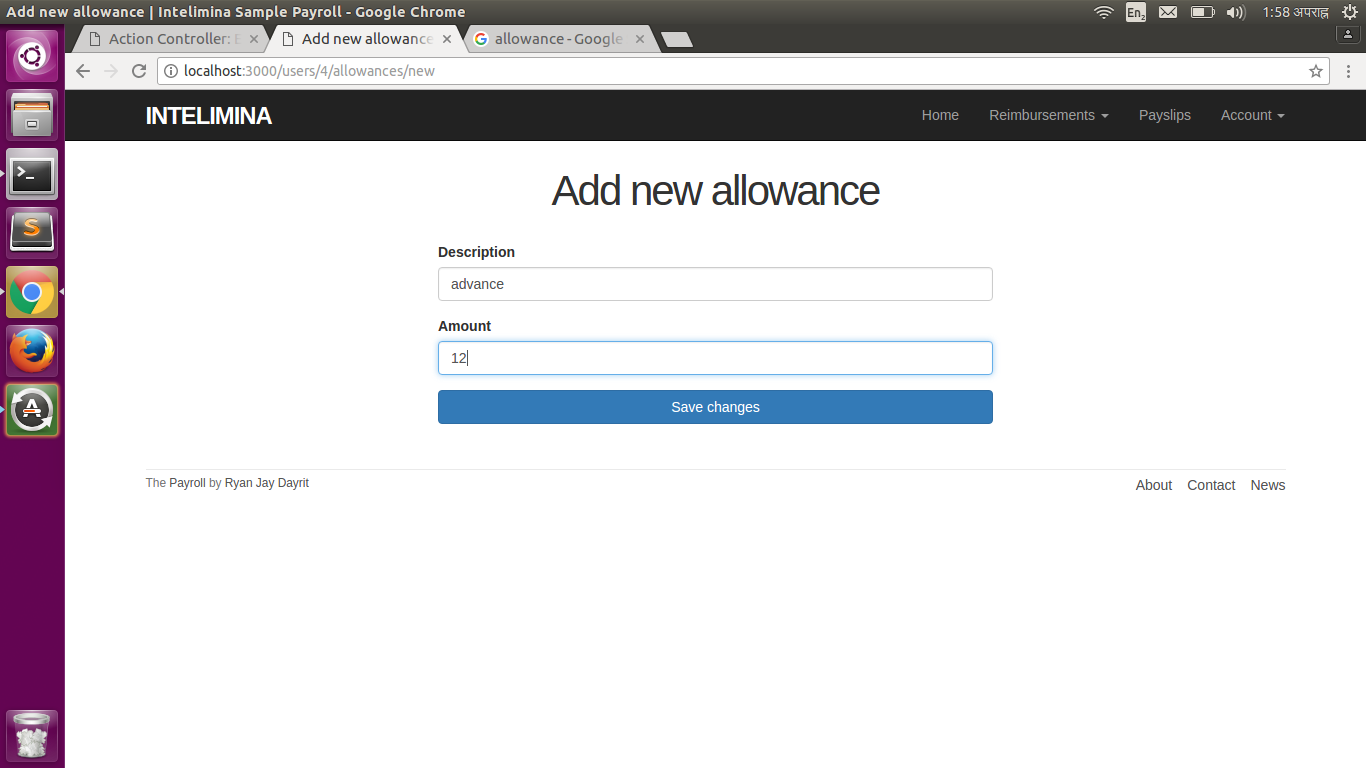 Add new allowance | Intelimina Sample Payroll - Google Chrome
En2
1:58 अपराह्न
Action Controller:
Add new allowance
allowance - Google
localhost:3000/users/4/allowances/new
INTELIMINA
Home Reimbursements Payslips Account
Add new allowance
Description
advance
Amount
12
Save changes
The Payroll by Ryan Jay Dayrit
About Contact News